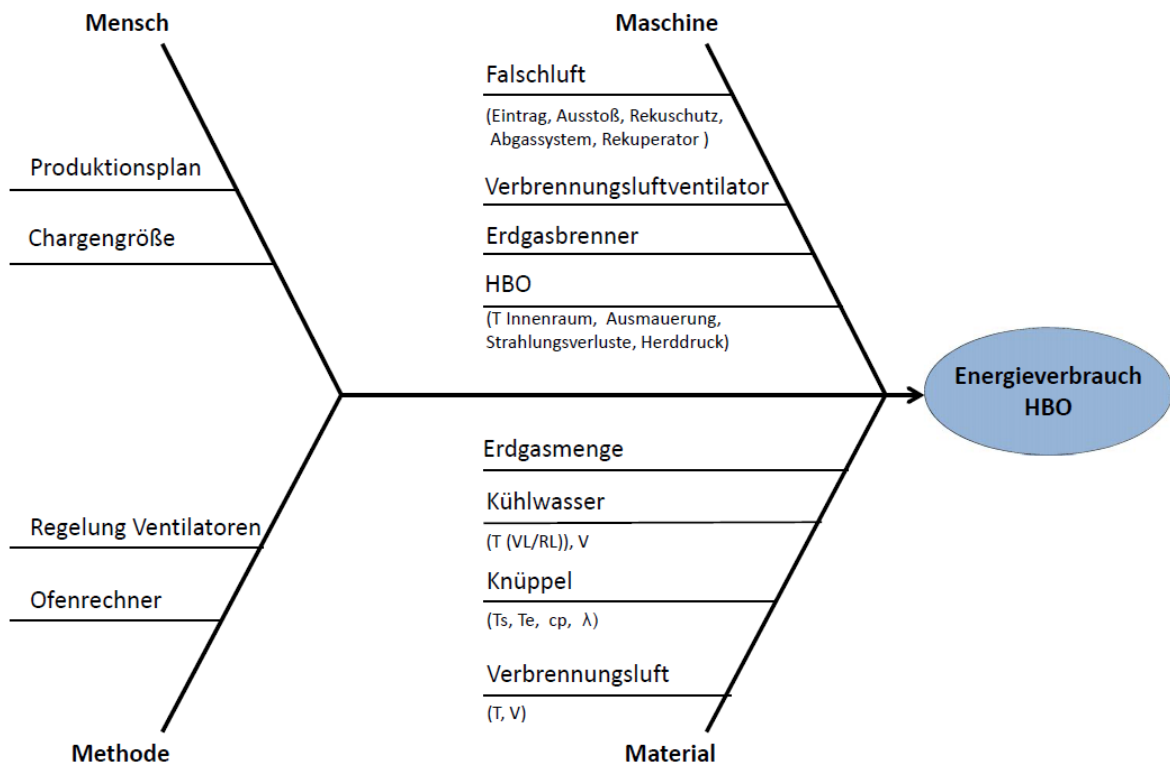 Mensch
Maschine
Falschluft
(Eintrag, Ausstoß, Rekuschutz,
Abgassystem, Rekuperator )
Produktionsplan
Verbrennungsluftventilator
Chargengröße
Erdgasbrenner
HBO
(T Innenraum, Ausmauerung,
Strahlungsverluste, Herddruck)
Energieverbrauch
HBO
Erdgasmenge
Kühlwasser
(T (VL/RL)), V
Regelung Ventilatoren
Knüppel
(Ts, Te, cp, λ)
Ofenrechner
Verbrennungsluft
(T, V)
Methode
Material